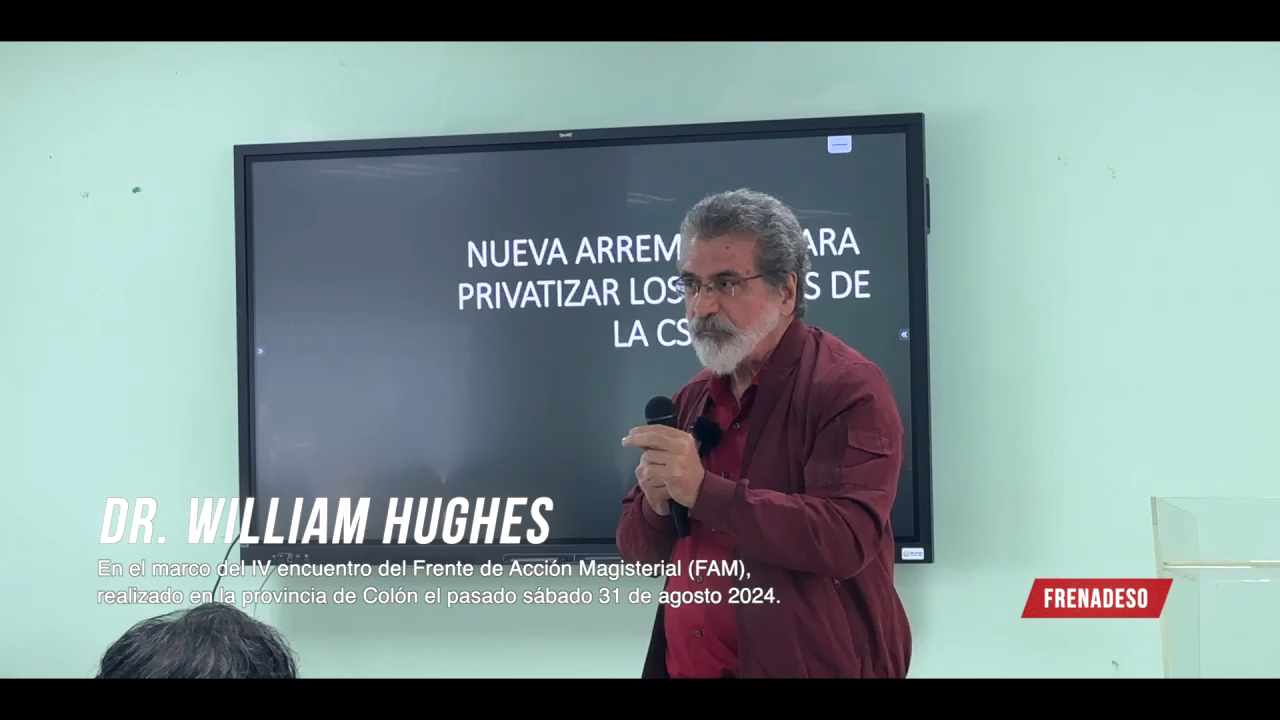 NUEVA ARREM ARA
PRIVATIZAR LOS S DE
LA CS
DR. WILLIAM HUGHES
En el marco del IV encuentro del Frente de Acción Magisterial (FAM),
realizado en la provincia de Colón el pasado sábado 31 de agosto 2024.
FRENADESO